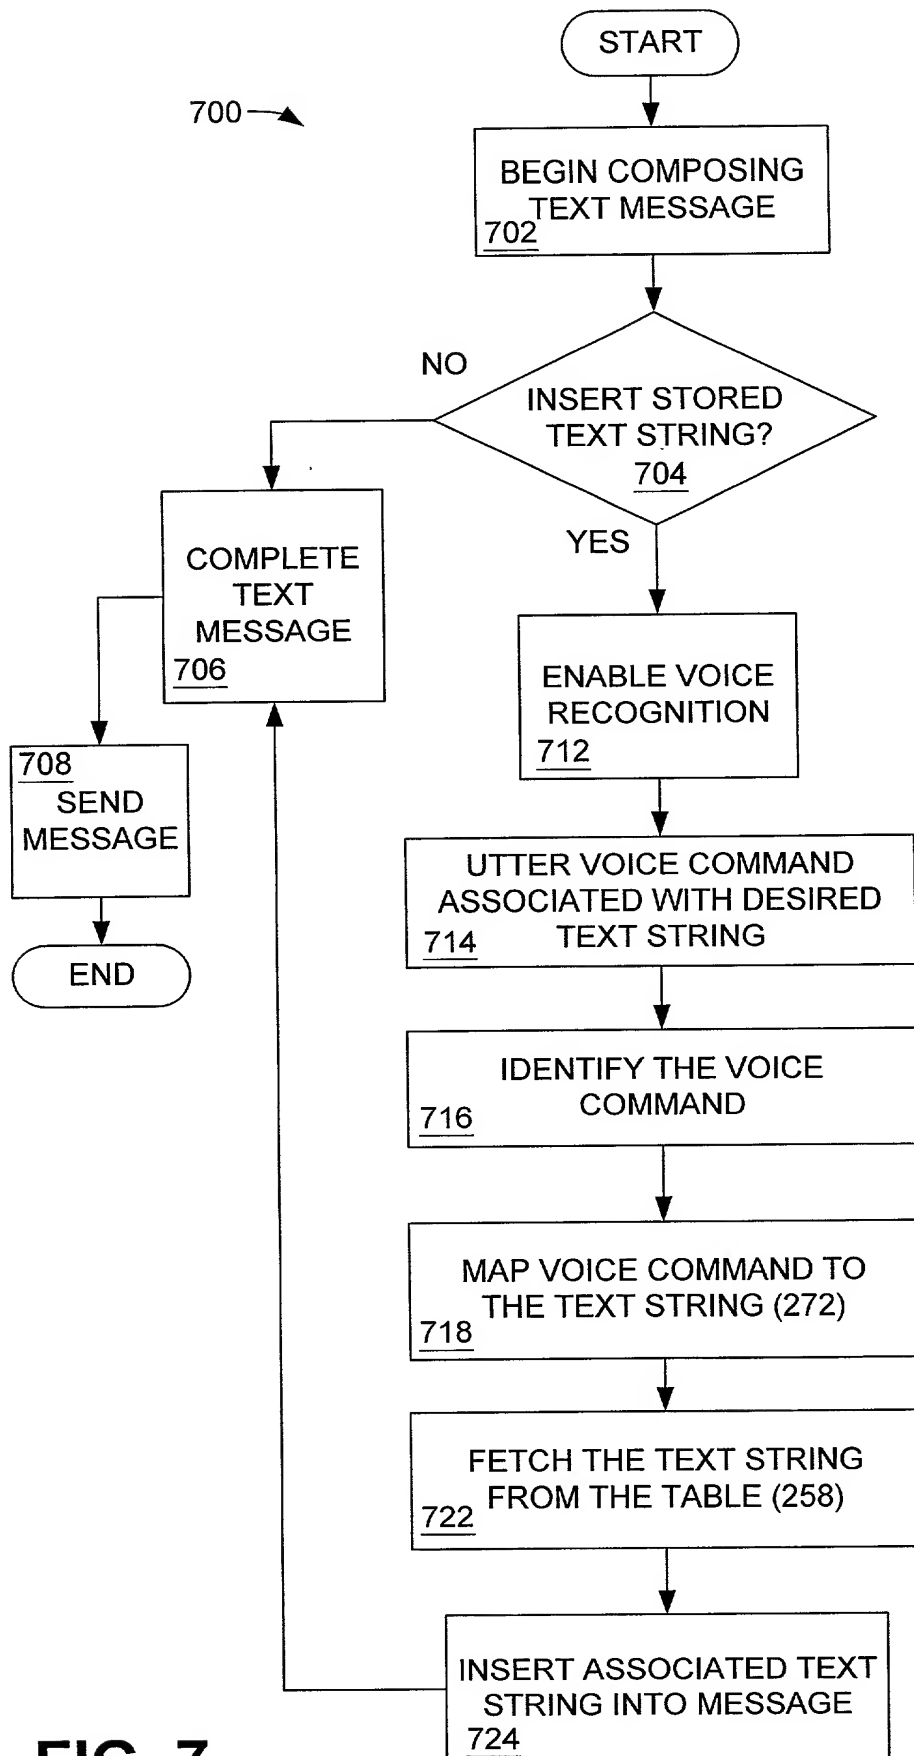 START
700
BEGIN COMPOSING
TEXT MESSAGE
702
NO
INSERT STORED
TEXT STRING?
704
YES
COMPLETE
TEXT
MESSAGE
706
ENABLE VOICE
RECOGNITION
712
708
SEND
MESSAGE
END
UTTER VOICE COMMAND
ASSOCIATED WITH DESIRED
TEXT STRING
714
IDENTIFY THE VOICE
COMMAND
716
MAP VOICE COMMAND TO
THE TEXT STRING (272)
718
FETCH THE TEXT STRING
FROM THE TABLE (258)
722
INSERT ASSOCIATED TEXT
STRING INTO MESSAGE
724
FIG. 7